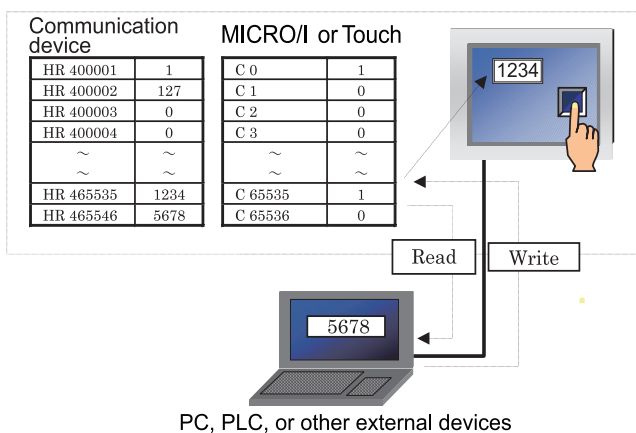 Communication
device
MICRO/I or Touch
HR 400001 1
HR 400002 127
HR 400003 0
HR 400004 0
~ ~
~ ~
HR 465535 1234
HR 465546 5678
C 0 1
C 1 0
C 2 0
C 3 0
~ ~
~ ~
C 65535 1
C 65536 0
1234
Read
Write
5678
PC, PLC, or other external devices